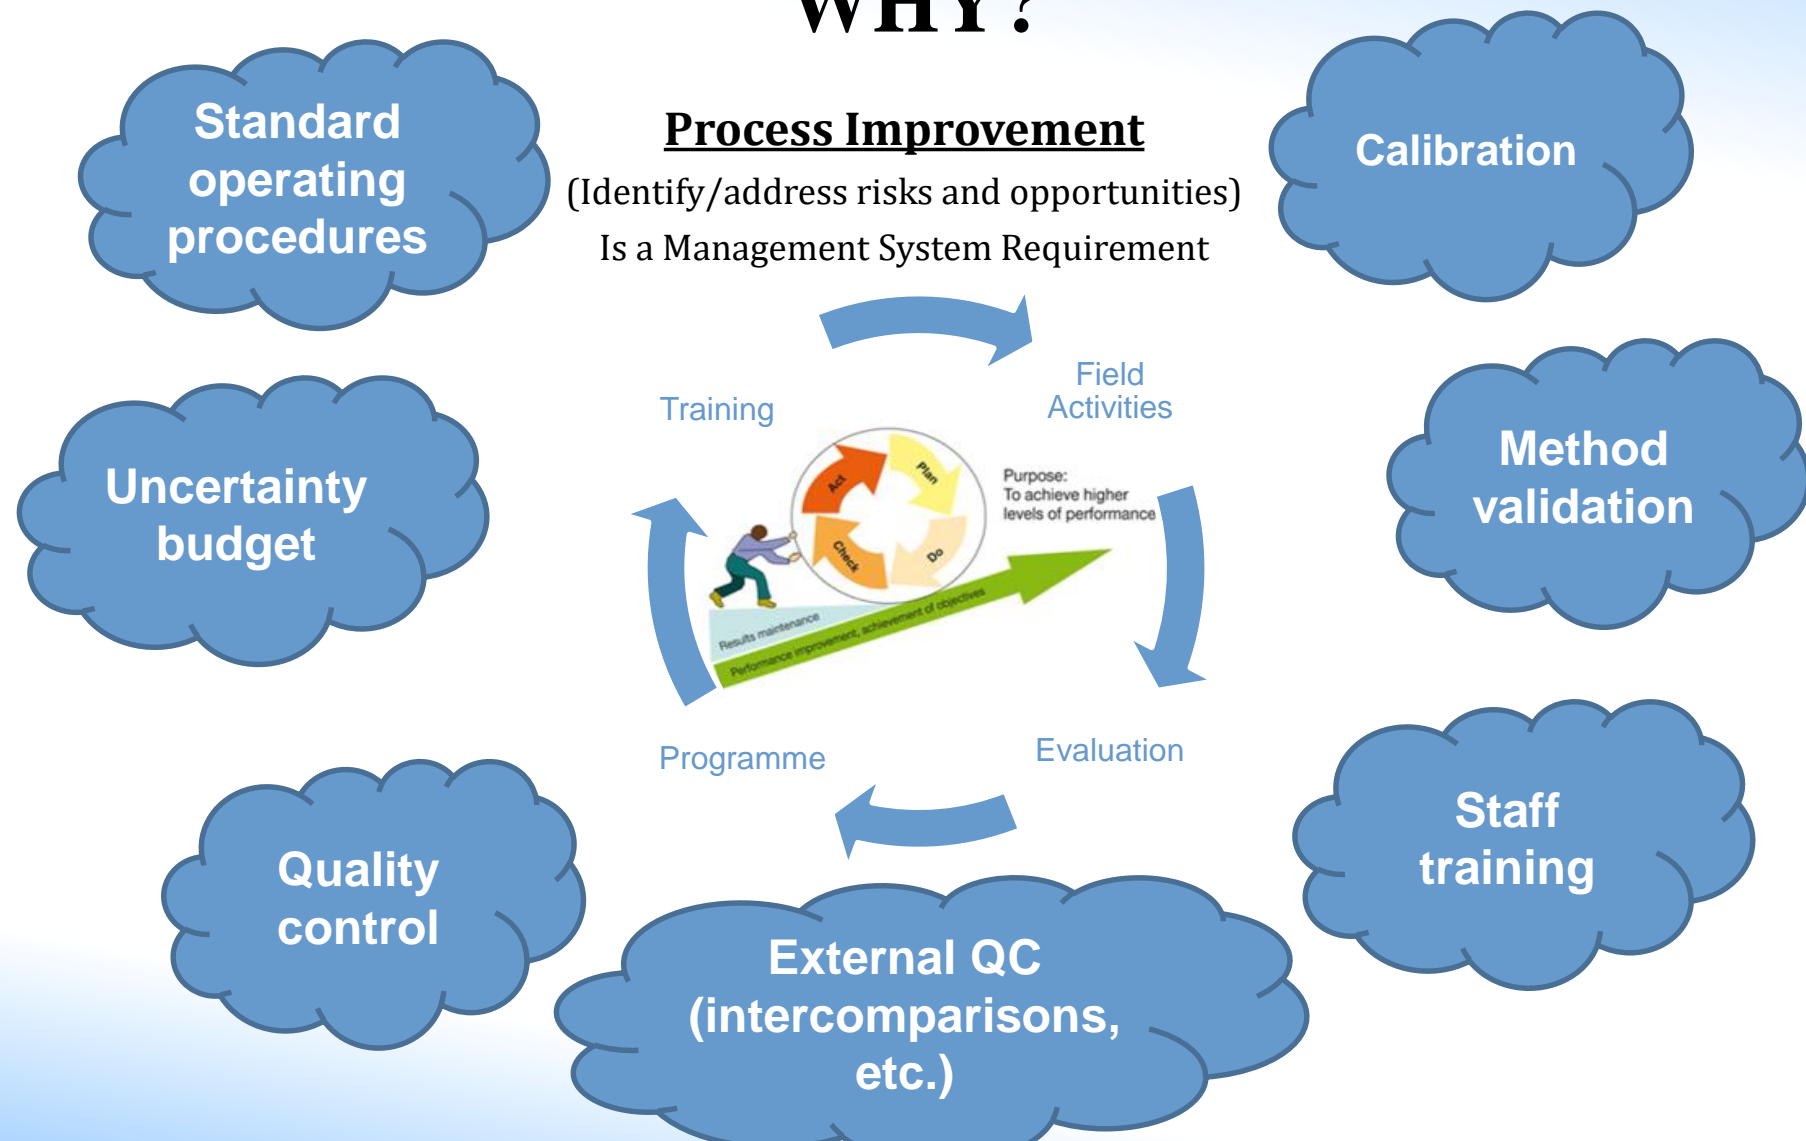 WHY?
Process Improvement
(Identify/address risks and opportunities)
Is a Management System Requirement
Standard
operating
procedures
Calibration
Uncertainty
budget
Method
validation
Quality
control
Staff
training
External QC
(intercomparisons,
etc.)
Training
Field
Activities
Evaluation
Programme
Act
Plan
Check
Do
Purpose:
To achieve higher
levels of performance
Results maintenance
Performance improvement, achievement of objectives